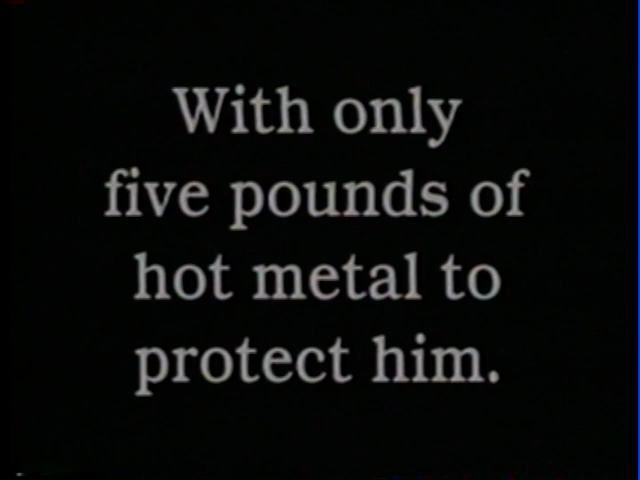 With only
five pounds of
hot metal to
protect him.